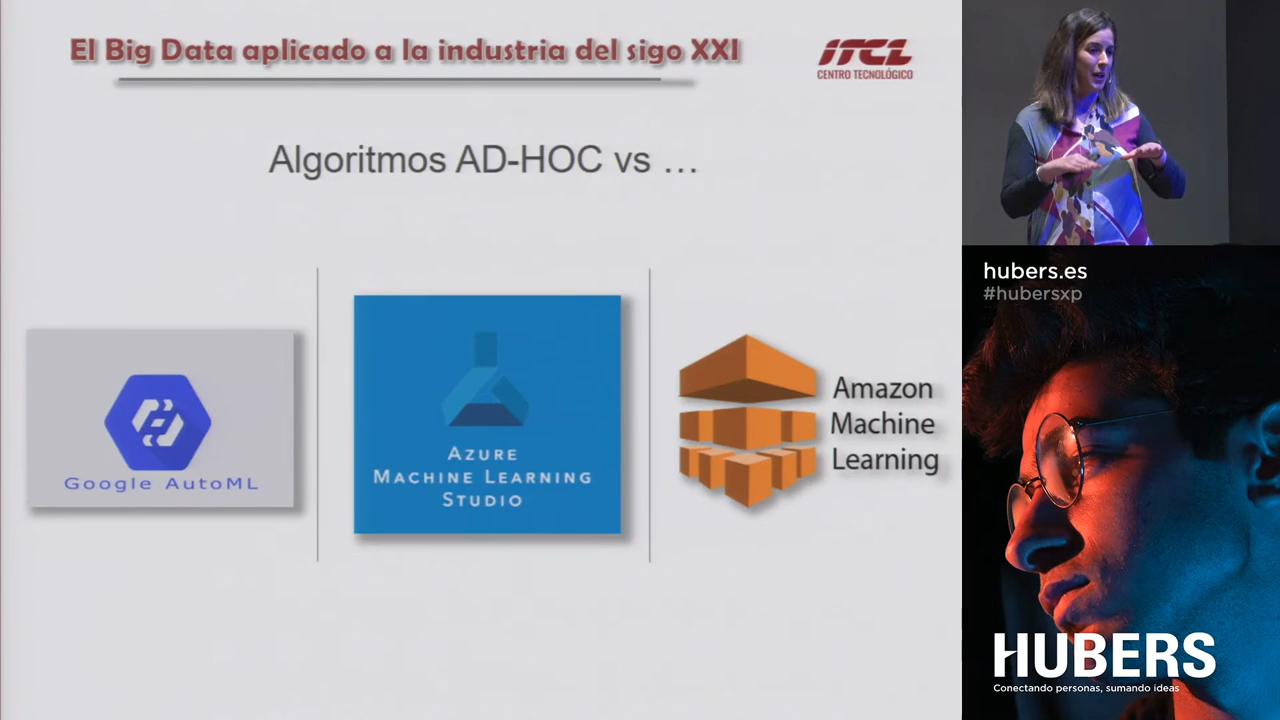 El Big Data aplicado a la industria del sigo XXI
ITCL
CENTRO TECNOLÓGICO
Algoritmos AD-HOC vs ...
Google AutoML
AZURE
MACHINE LEARNING
STUDIO
Amazon
Machine
Learning
hubers.es
#hubersxp
HUBERS
Conectando personas, sumando ideas